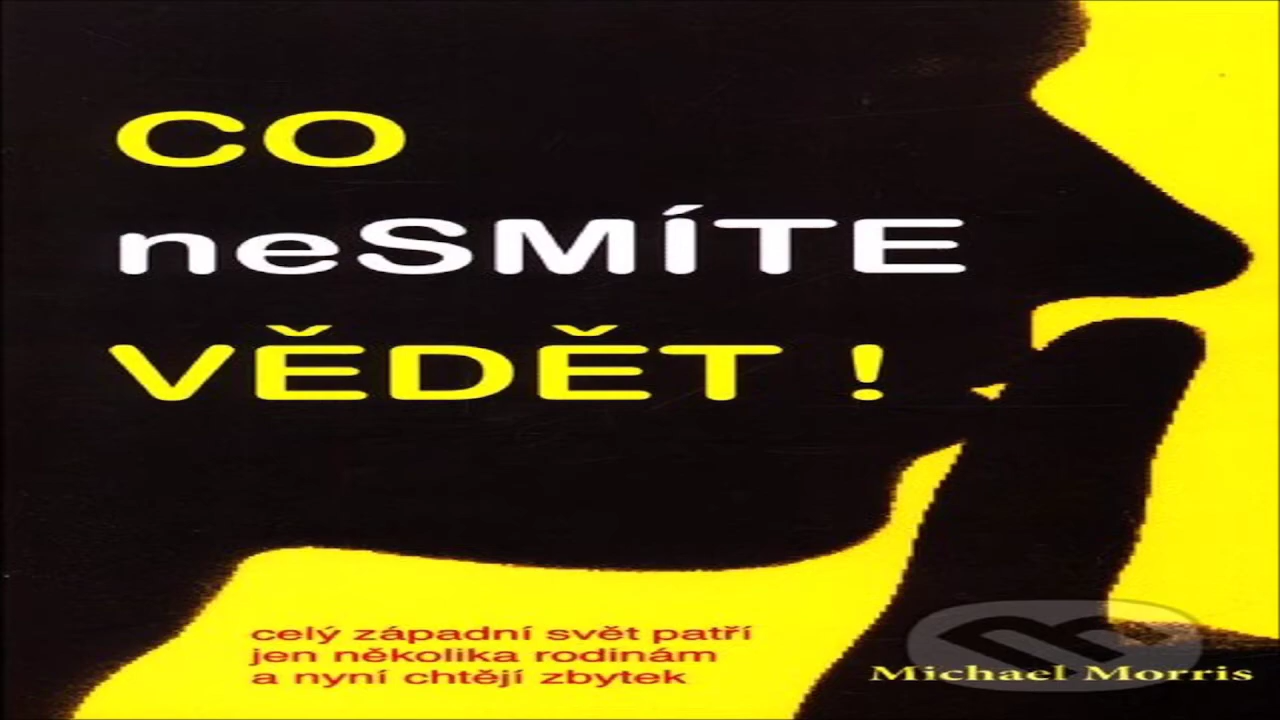 CO
neSMÍTE
VĚDĚT !
celý západní svět patří
jen několika rodinám
a nyní chtějí zbytek
Michael Morris